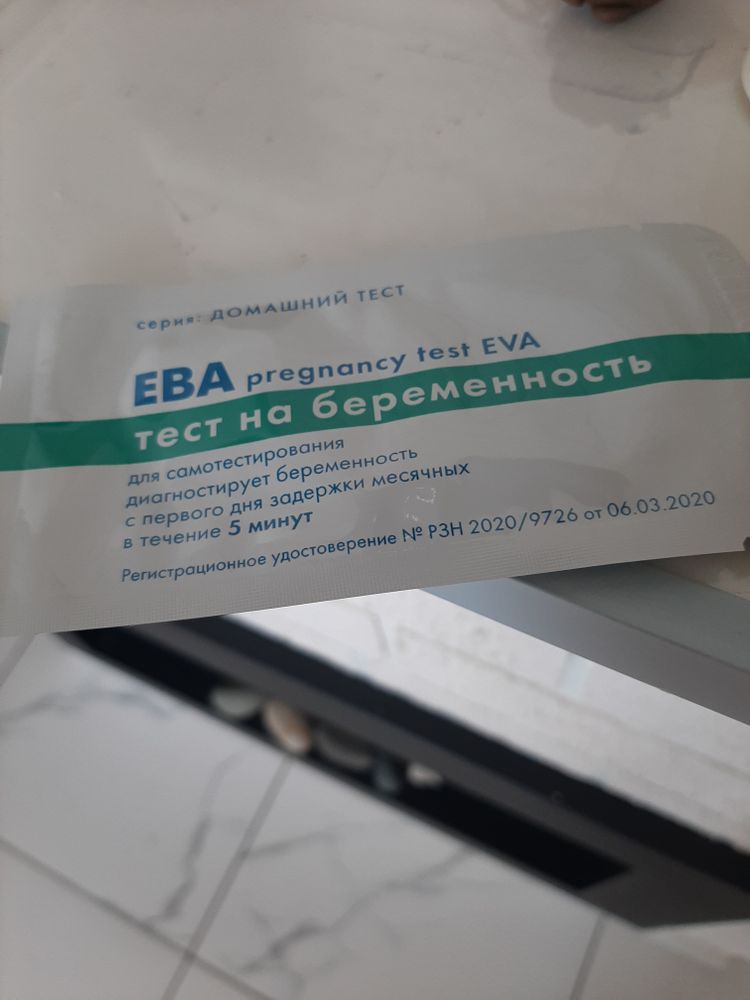 серия: ДОМАШНИЙ ТЕСТ
ЕВА pregnancy test EVA
тест на беременность
для самотестирования
диагностирует беременность
с первого дня задержки месячных
в течение 5 минут
Регистрационное удостоверение № РЗН 2020/9726 от 06.03.2020